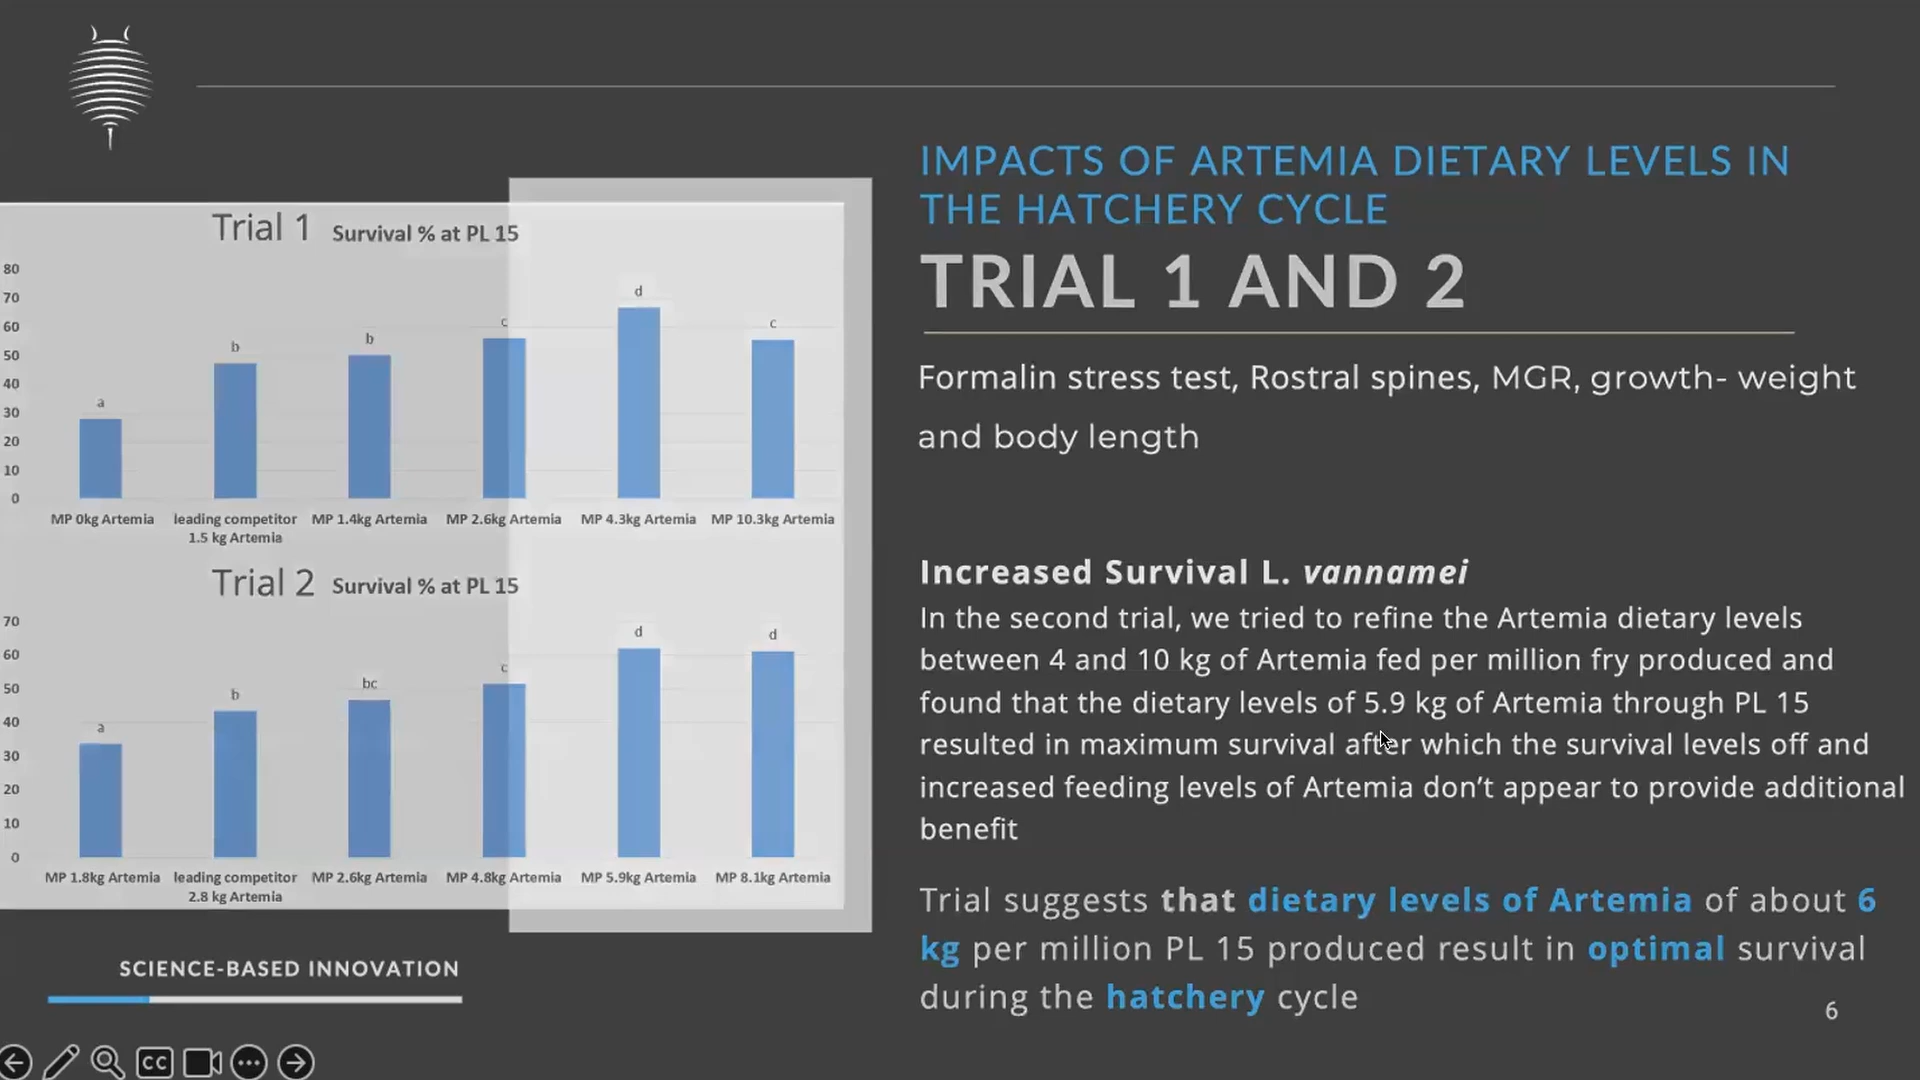 IMPACTS OF ARTEMIA DIETARY LEVELS IN
THE HATCHERY CYCLE
TRIAL 1 AND 2
Formalin stress test, Rostral spines, MGR, growth- weight
and body length
Trial 1 Survival % at PL 15
80
70
60
50
40
30
20
10
0
a
b
b
c
d
c
MP 0kg Artemia
leading competitor
1.5 kg Artemia
MP 1.4kg Artemia
MP 2.6kg Artemia
MP 4.3kg Artemia
MP 10.3kg Artemia
Trial 2 Survival % at PL 15
70
60
50
40
30
20
10
0
a
b
bc
c
d
d
MP 1.8kg Artemia
leading competitor
2.8 kg Artemia
MP 2.6kg Artemia
MP 4.8kg Artemia
MP 5.9kg Artemia
MP 8.1kg Artemia
Increased Survival L. vannamei
In the second trial, we tried to refine the Artemia dietary levels
between 4 and 10 kg of Artemia fed per million fry produced and
found that the dietary levels of 5.9 kg of Artemia through PL 15
resulted in maximum survival after which the survival levels off and
increased feeding levels of Artemia don’t appear to provide additional
benefit
Trial suggests that dietary levels of Artemia of about 6
kg per million PL 15 produced result in optimal survival
during the hatchery cycle
SCIENCE-BASED INNOVATION
6
CC